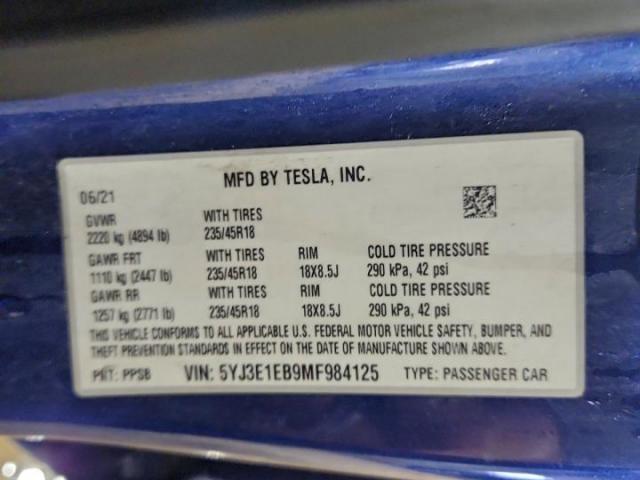 MFD BY TESLA, INC.
06/21
GVWR WITH TIRES
2220 kg (4894 lb) 235/45R18
GAWR FRT WITH TIRES RIM COLD TIRE PRESSURE
1110 kg (2447 lb) 235/45R18 18X8.5J 290 kPa, 42 psi
GAWR RR WITH TIRES RIM COLD TIRE PRESSURE
1257 kg (2771 lb) 235/45R18 18X8.5J 290 kPa, 42 psi
THIS VEHICLE CONFORMS TO ALL APPLICABLE U.S. FEDERAL MOTOR VEHICLE SAFETY, BUMPER, AND
THEFT PREVENTION STANDARDS IN EFFECT ON THE DATE OF MANUFACTURE SHOWN ABOVE.
PNT: PPSB VIN: 5YJ3E1EB9MF984125 TYPE: PASSENGER CAR